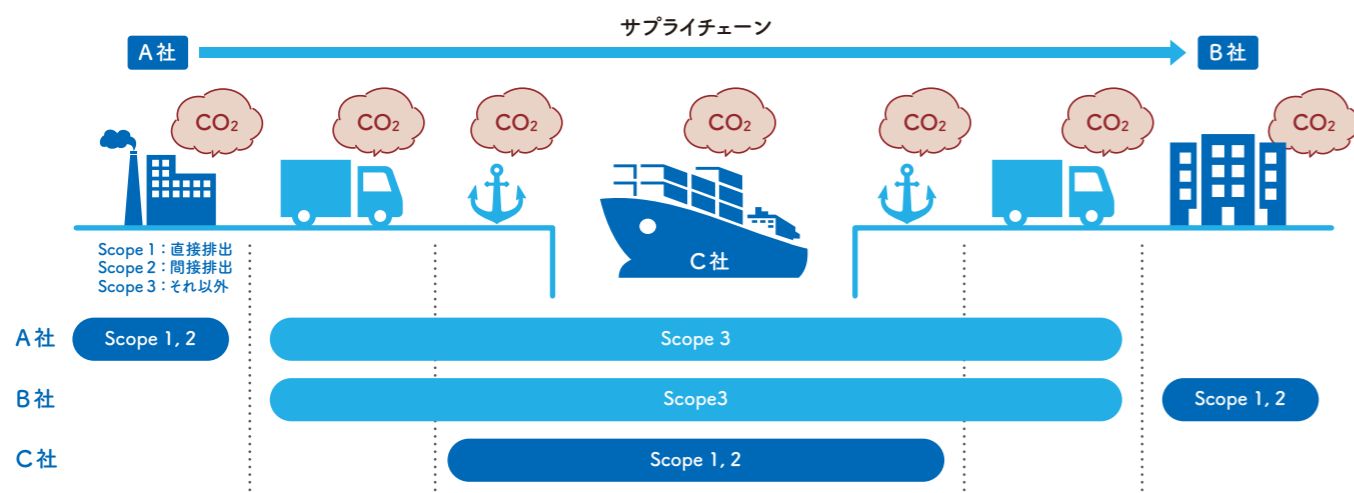 サプライチェーン
A社
B社
CO₂
CO₂
CO₂
CO₂
CO₂
CO₂
CO₂
C社
Scope 1：直接排出
Scope 2：間接排出
Scope 3：それ以外
A社
Scope 1, 2
Scope 3
B社
Scope3
Scope 1, 2
C社
Scope 1, 2